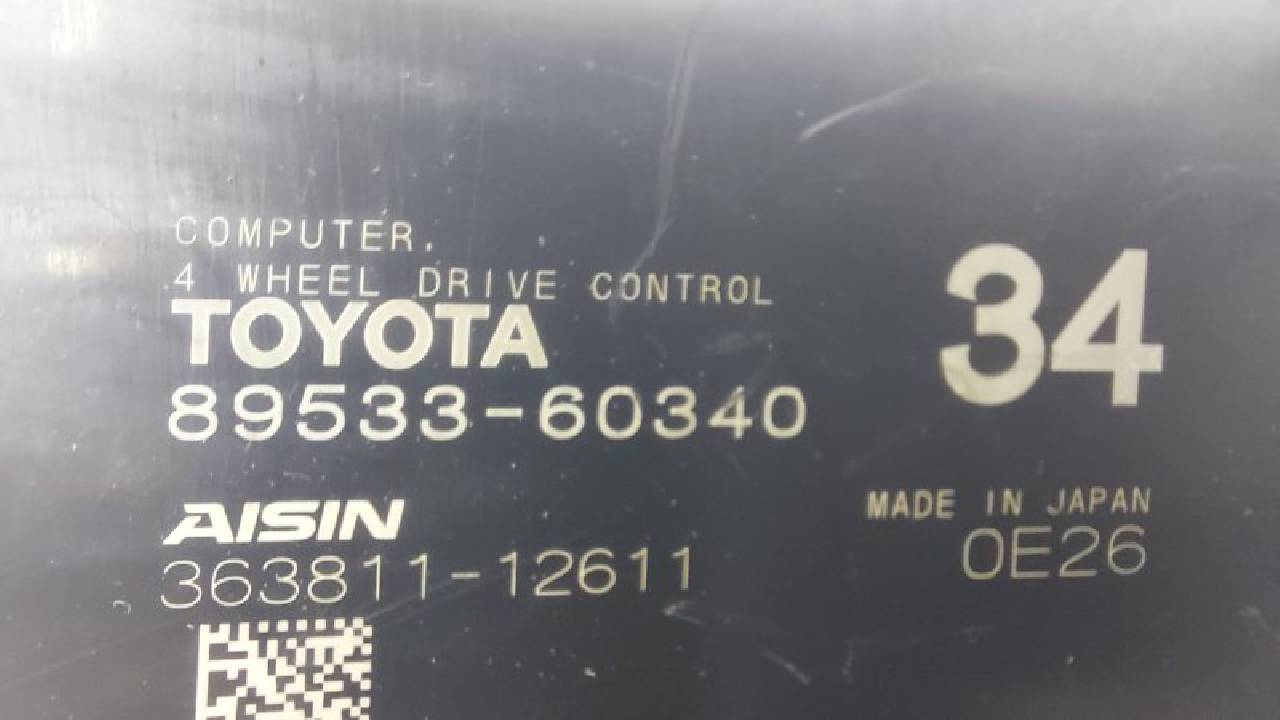 COMPUTER.
4 WHEEL DRIVE CONTROL
TOYOTA
89533-60340
34
AISIN
363811-12611
MADE IN JAPAN
0E26